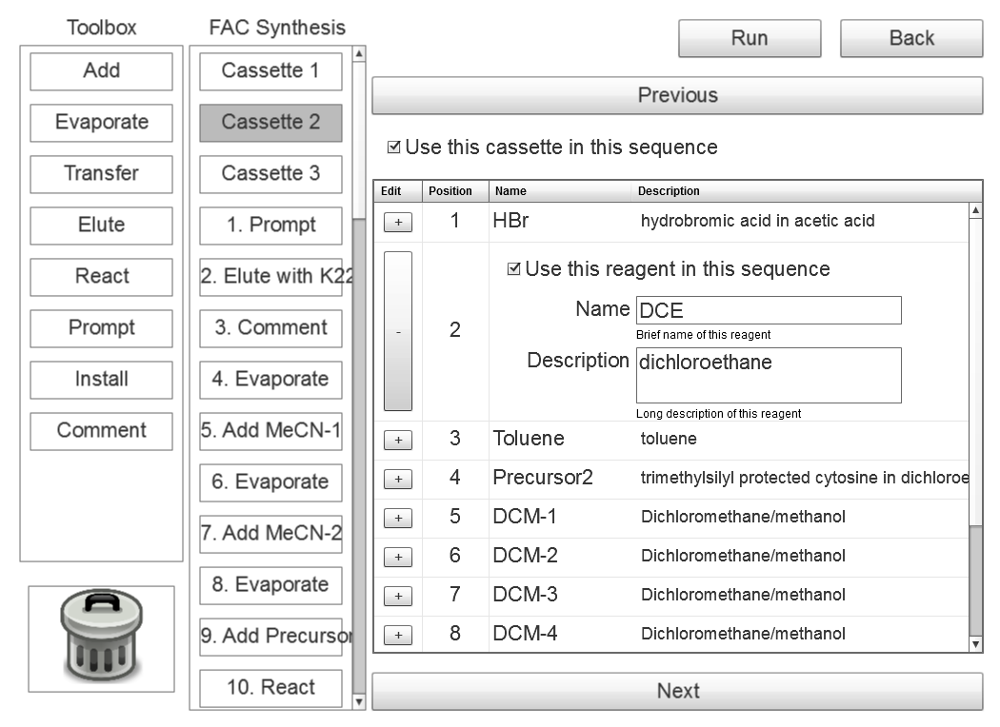 Toolbox
Add
Evaporate
Transfer
Elute
React
Prompt
Install
Comment
FAC Synthesis
Cassette 1
Cassette 2
Cassette 3
1. Prompt
2. Elute with K22
3. Comment
4. Evaporate
5. Add MeCN-1
6. Evaporate
7. Add MeCN-2
8. Evaporate
9. Add Precursor
10. React
Run Back
Previous
Use this cassette in this sequence
Edit Position Name Description
+ 1 HBr hydrobromic acid in acetic acid
- 2
Use this reagent in this sequence
Name DCE
Brief name of this reagent
Description dichloroethane
Long description of this reagent
+ 3 Toluene toluene
+ 4 Precursor2 trimethylsilyl protected cytosine in dichloroe
+ 5 DCM-1 Dichloromethane/methanol
+ 6 DCM-2 Dichloromethane/methanol
+ 7 DCM-3 Dichloromethane/methanol
+ 8 DCM-4 Dichloromethane/methanol
Next